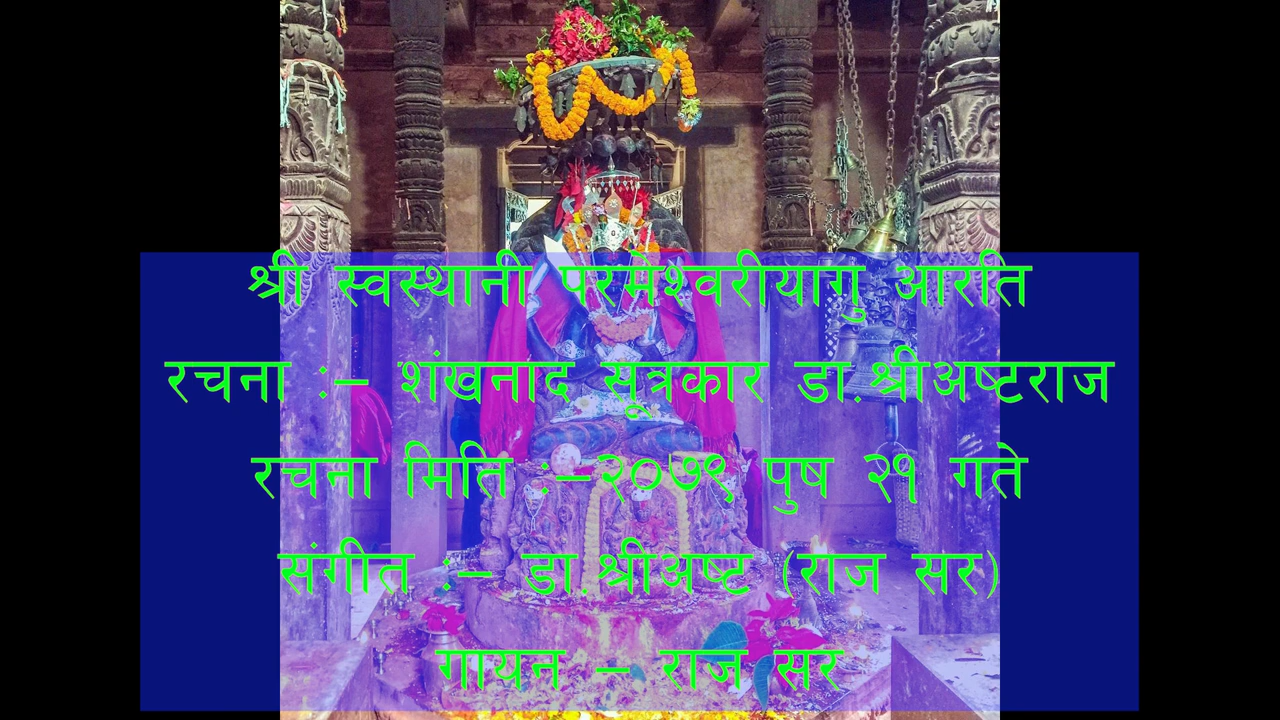 श्री स्वस्थानी परमेश्वरीयागु आरति
रचना :– शंखनाद सूत्रकार डा.श्रीअष्टराज
रचना मिति :–२०७९ पुष २१ गते
संगीत :– डा.श्रीअष्ट (राज सर)
गायन – राज सर